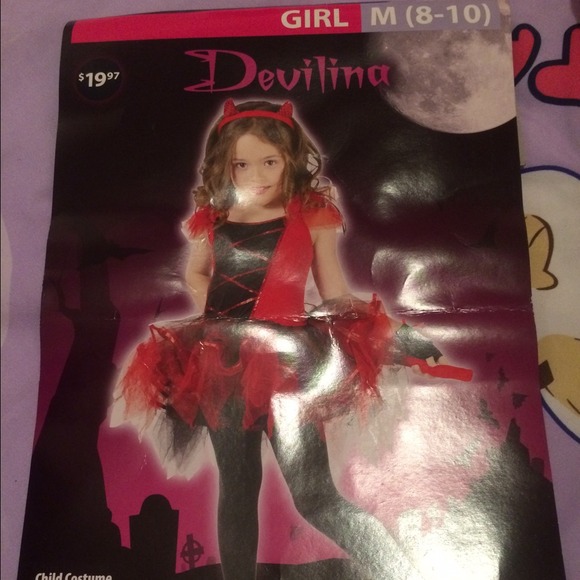 GIRL M (8-10)
$19.97
Devilina
Child Costume